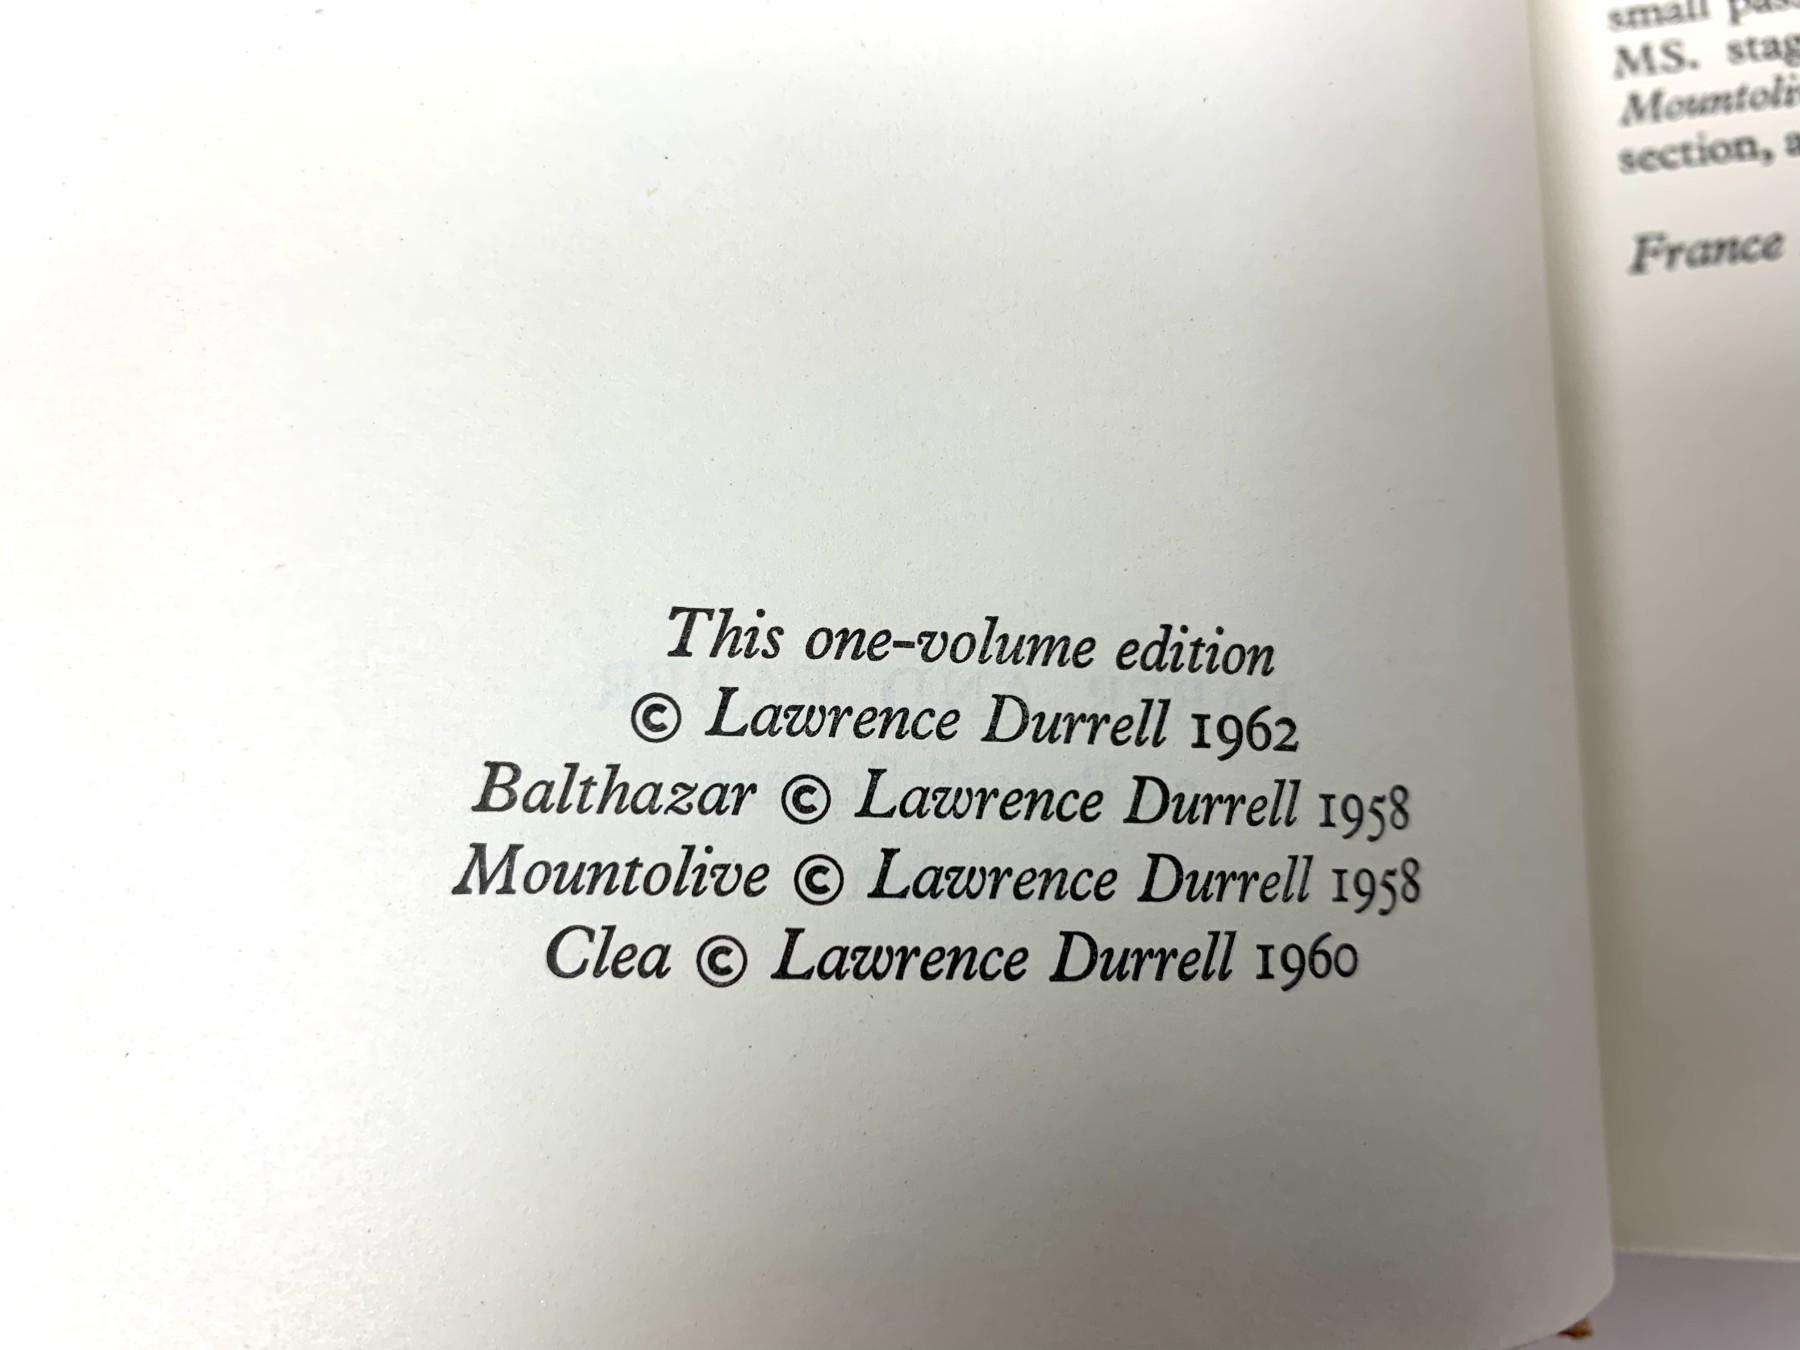 This one-volume edition
© Lawrence Durrell 1962
Balthazar © Lawrence Durrell 1958
Mountolive © Lawrence Durrell 1958
Clea © Lawrence Durrell 1960
small
MS.
section,
France